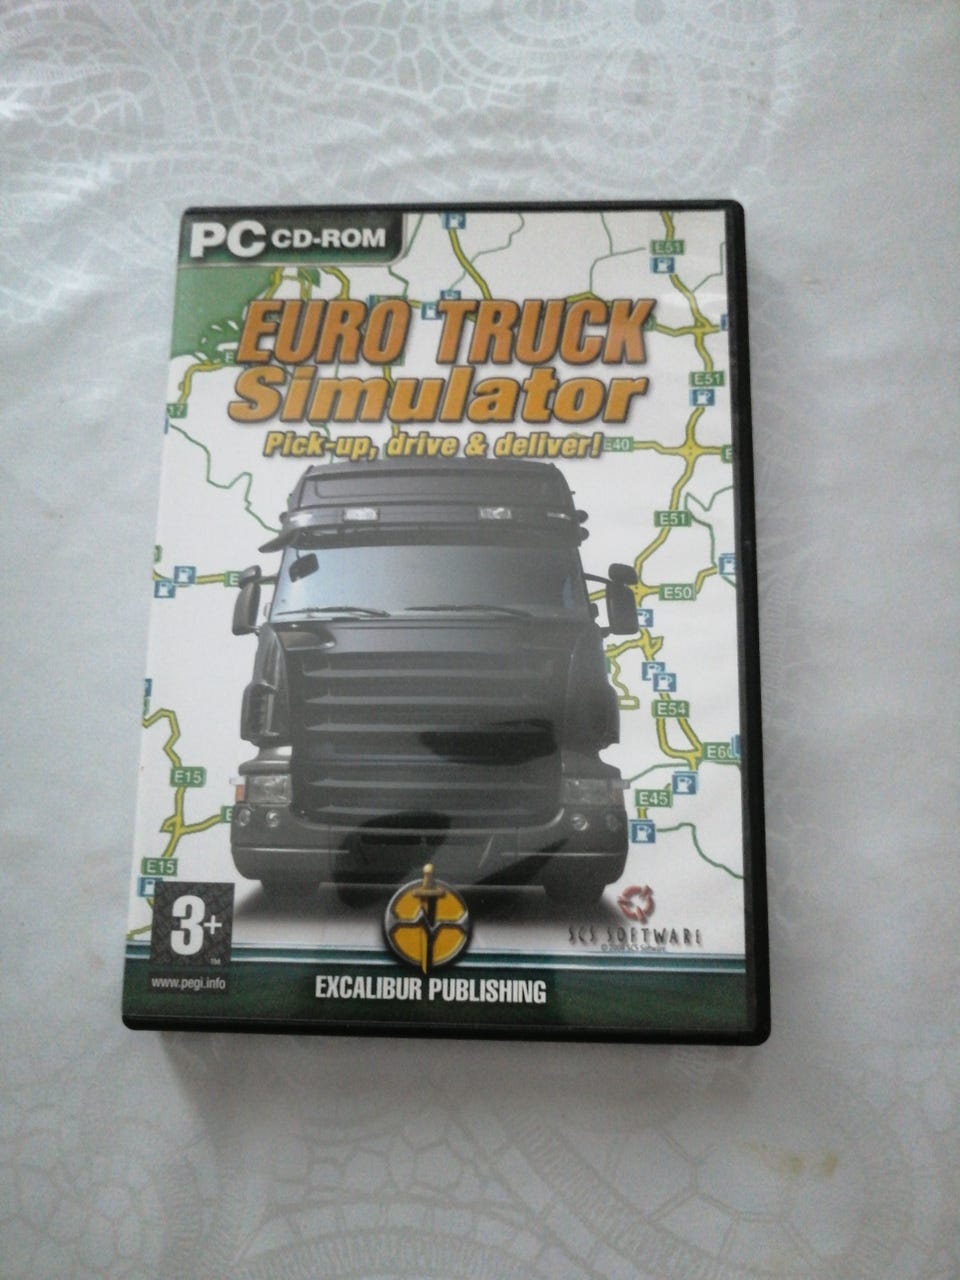 PC CD-ROM
E51
EURO TRUCK
Simulator
E51
Pick-up, drive & deliver!
E40
E51
E50
E54
E15
E45
E15
3+
TM
www.pegi.info
SCS SOFTWARE
EXCALIBUR PUBLISHING